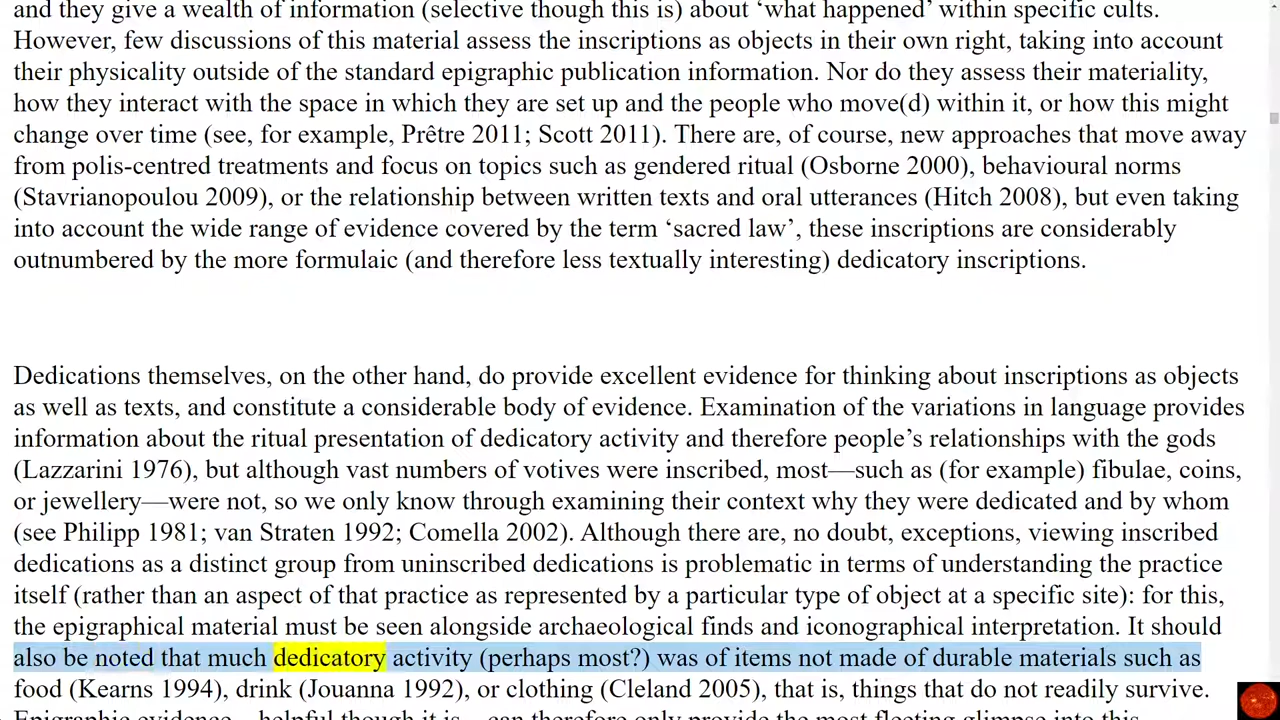 and they give a wealth of information (selective though this is) about ‘what happened’ within specific cults.
However, few discussions of this material assess the inscriptions as objects in their own right, taking into account
their physicality outside of the standard epigraphic publication information. Nor do they assess their materiality,
how they interact with the space in which they are set up and the people who move(d) within it, or how this might
change over time (see, for example, Prêtre 2011; Scott 2011). There are, of course, new approaches that move away
from polis-centred treatments and focus on topics such as gendered ritual (Osborne 2000), behavioural norms
(Stavrianopoulou 2009), or the relationship between written texts and oral utterances (Hitch 2008), but even taking
into account the wide range of evidence covered by the term ‘sacred law’, these inscriptions are considerably
outnumbered by the more formulaic (and therefore less textually interesting) dedicatory inscriptions.
Dedications themselves, on the other hand, do provide excellent evidence for thinking about inscriptions as objects
as well as texts, and constitute a considerable body of evidence. Examination of the variations in language provides
information about the ritual presentation of dedicatory activity and therefore people’s relationships with the gods
(Lazzarini 1976), but although vast numbers of votives were inscribed, most—such as (for example) fibulae, coins,
or jewellery—were not, so we only know through examining their context why they were dedicated and by whom
(see Philipp 1981; van Straten 1992; Comella 2002). Although there are, no doubt, exceptions, viewing inscribed
dedications as a distinct group from uninscribed dedications is problematic in terms of understanding the practice
itself (rather than an aspect of that practice as represented by a particular type of object at a specific site): for this,
the epigraphical material must be seen alongside archaeological finds and iconographical interpretation. It should
also be noted that much dedicatory activity (perhaps most?) was of items not made of durable materials such as
food (Kearns 1994), drink (Jouanna 1992), or clothing (Cleland 2005), that is, things that do not readily survive.
Epigraphic evidence—helpful though it is—can therefore only provide the most fleeting glimpse into this